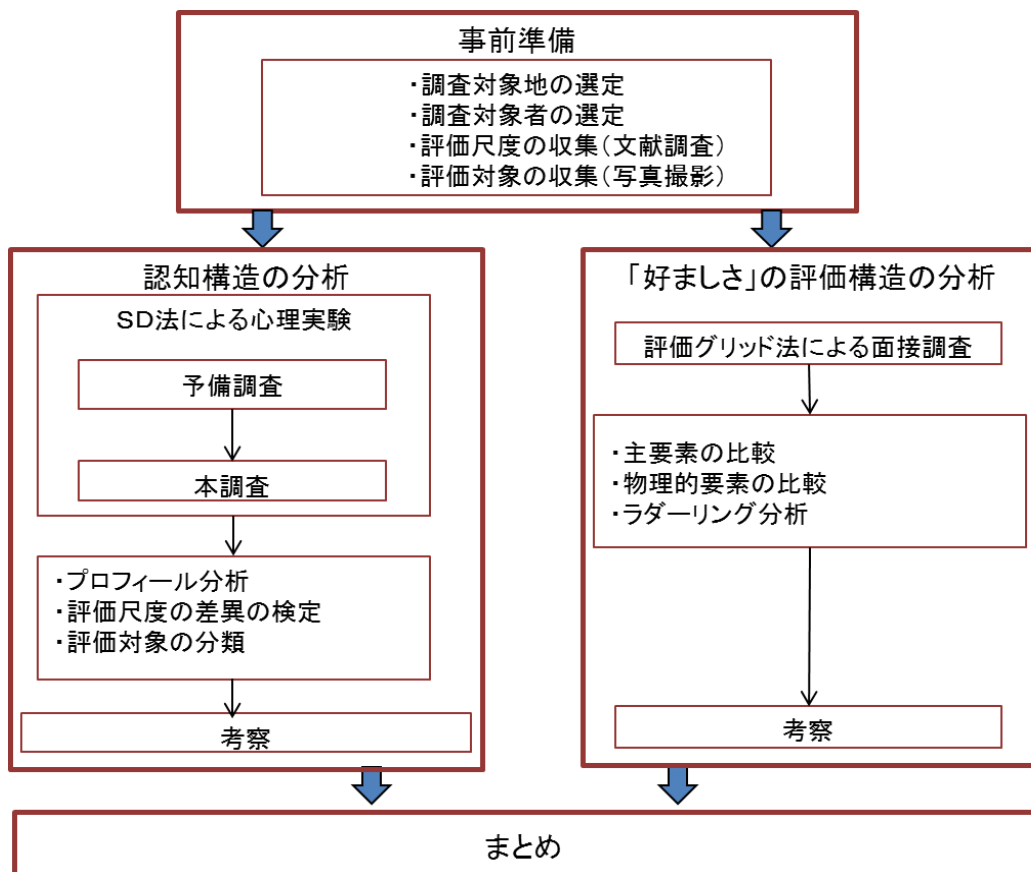 事前準備
・調査対象地の選定
・調査対象者の選定
・評価尺度の収集(文献調査)
・評価対象の収集(写真撮影)
認知構造の分析
SD法による心理実験
予備調査
本調査
・プロフィール分析
・評価尺度の差異の検定
・評価対象の分類
考察
「好ましさ」の評価構造の分析
評価グリッド法による面接調査
・主要素の比較
・物理的要素の比較
・ラダーリング分析
考察
まとめ